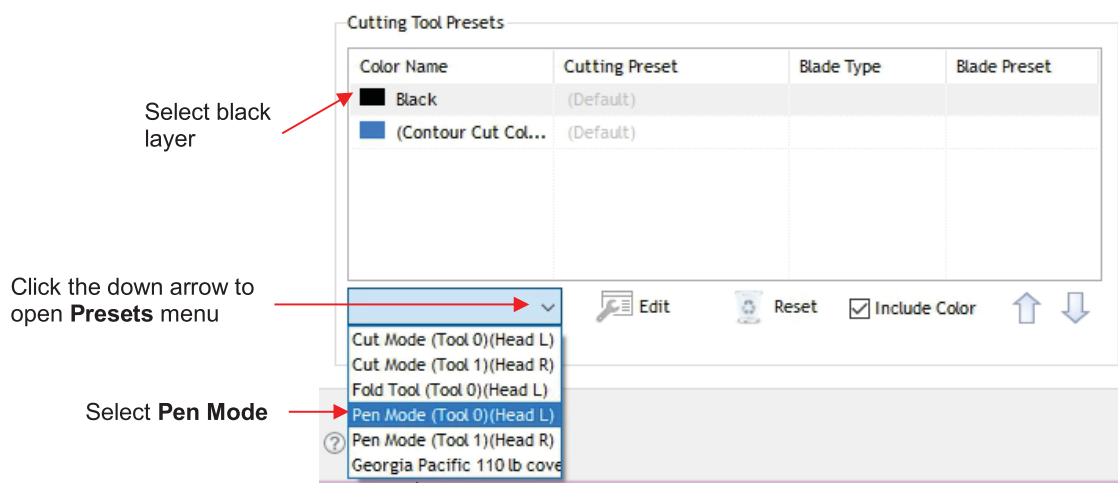 Cutting Tool Presets
Color Name Cutting Preset Blade Type Blade Preset
Black (Default)
(Contour Cut Col... (Default)
Select black
layer
Click the down arrow to
open Presets menu
Edit Reset Include Color
Cut Mode (Tool 0)(Head L)
Cut Mode (Tool 1)(Head R)
Fold Tool (Tool 0)(Head L)
Select Pen Mode
Pen Mode (Tool 0)(Head L)
?
Pen Mode (Tool 1)(Head R)
Georgia Pacific 110 lb cove